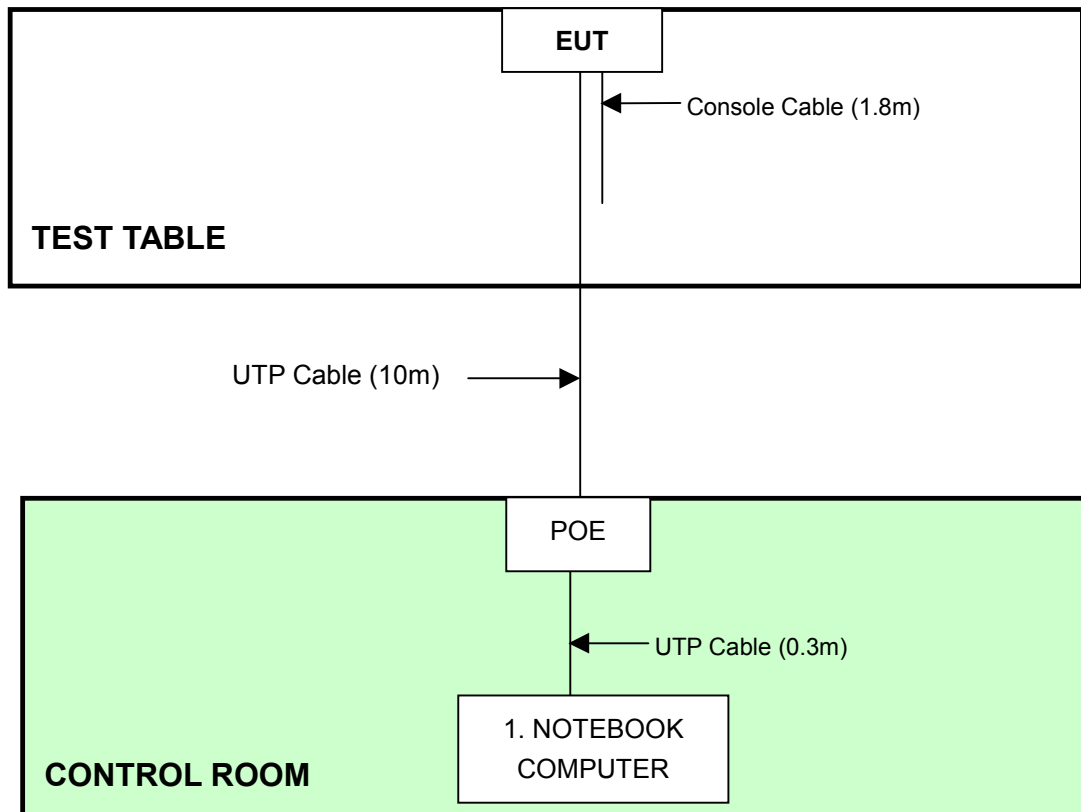 EUT
Console Cable (1.8m)
TEST TABLE
UTP Cable (10m)
POE
UTP Cable (0.3m)
1. NOTEBOOK
COMPUTER
CONTROL ROOM